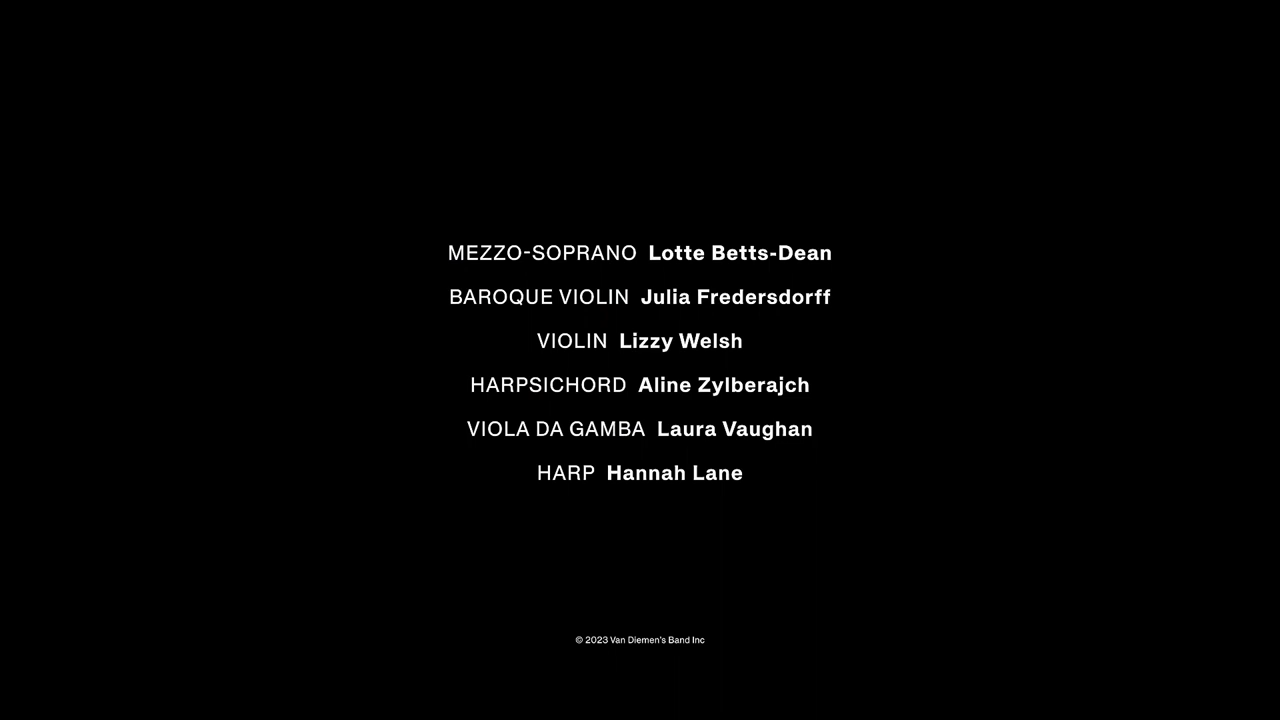 MEZZO-SOPRANO Lotte Betts-Dean
BAROQUE VIOLIN Julia Fredersdorff
VIOLIN Lizzy Welsh
HARPSICHORD Aline Zylberajch
VIOLA DA GAMBA Laura Vaughan
HARP Hannah Lane
© 2023 Van Diemen's Band Inc